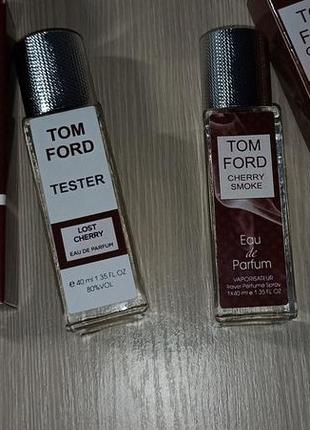 TOM
FORD
TESTER
LOST
CHERRY
EAU DE PARFUM
e 40 ml 1.35 FL OZ
80%VOL
TOM
FORD
CHERRY
SMOKE
Eau
de
Parfum
VAPORISATEUR
Travel Perfume Spray
1X40 ml e 1.35 FL OZ
TOM